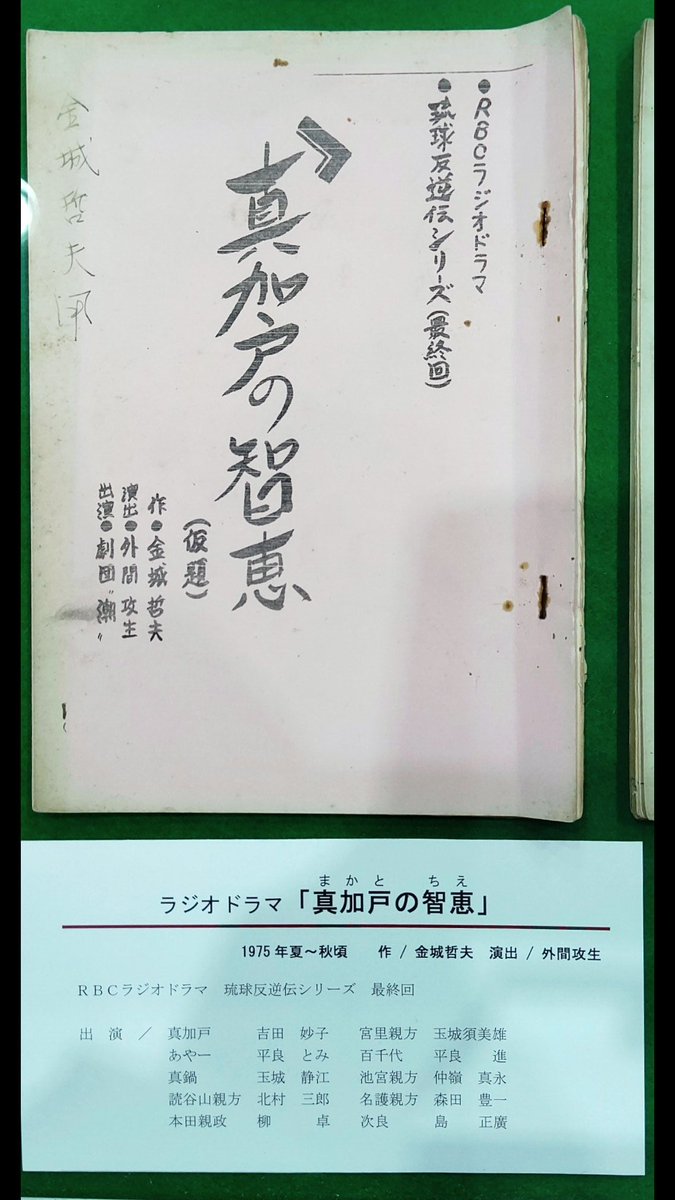 ●RBCラジオドラマ
●琉球反逆伝シリーズ(最終回)
真加戸の智恵
(仮題)
作●金城哲夫
演出●外間攻生
出演●劇団"潮"
金城哲夫用
まかと ちえ
ラジオドラマ「真加戸の智恵」
1975年夏～秋頃 作 / 金城哲夫 演出 / 外間攻生
RBCラジオドラマ 琉球反逆伝シリーズ 最終回
出 演 ／ 真加戸 吉田 妙子 宮里親方 玉城須美雄
あやー 平良 とみ 百千代 平良 進
真鍋 玉城 静江 池宮親方 仲嶺 真永
読谷山親方 北村 三郎 名護親方 森田 豊一
本田親政 柳 卓 次良 島 正廣